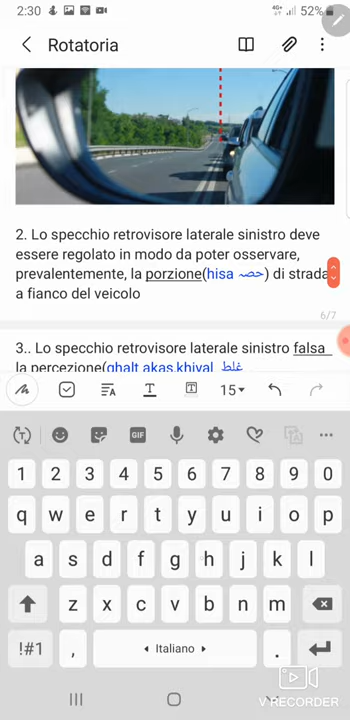 2:30 4G+ 52%
Rotatoria
2. Lo specchio retrovisore laterale sinistro deve
essere regolato in modo da poter osservare,
prevalentemente, la porzione(hisa حصہ) di strada
a fianco del veicolo
6/7
3.. Lo specchio retrovisore laterale sinistro falsa
la percezione(ghalt akas khiyal غلط
T 15
GIF
1 2 3 4 5 6 7 8 9 0
q w e r t y u i o p
a s d f g h j k l
z x c v b n m
!#1 , Italiano .
V RECORDER